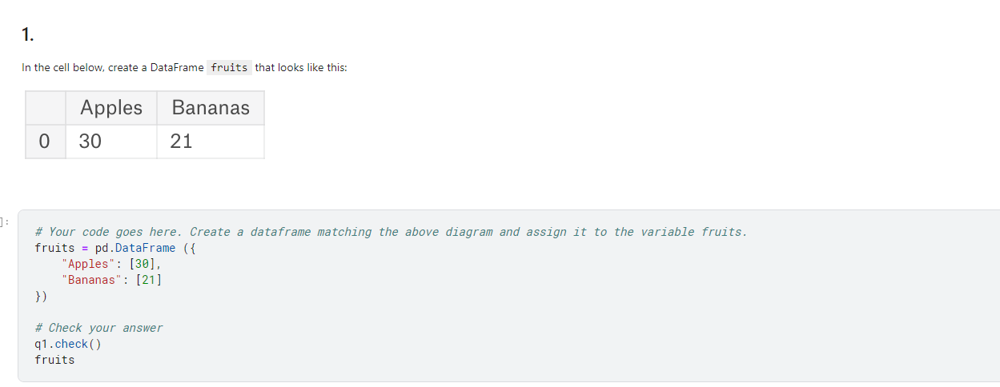 1.
In the cell below, create a DataFrame fruits that looks like this:
Apples Bananas
0 30 21
]:
# Your code goes here. Create a dataframe matching the above diagram and assign it to the variable fruits.
fruits = pd.DataFrame ({
    "Apples": [30],
    "Bananas": [21]
})
# Check your answer
q1.check()
fruits